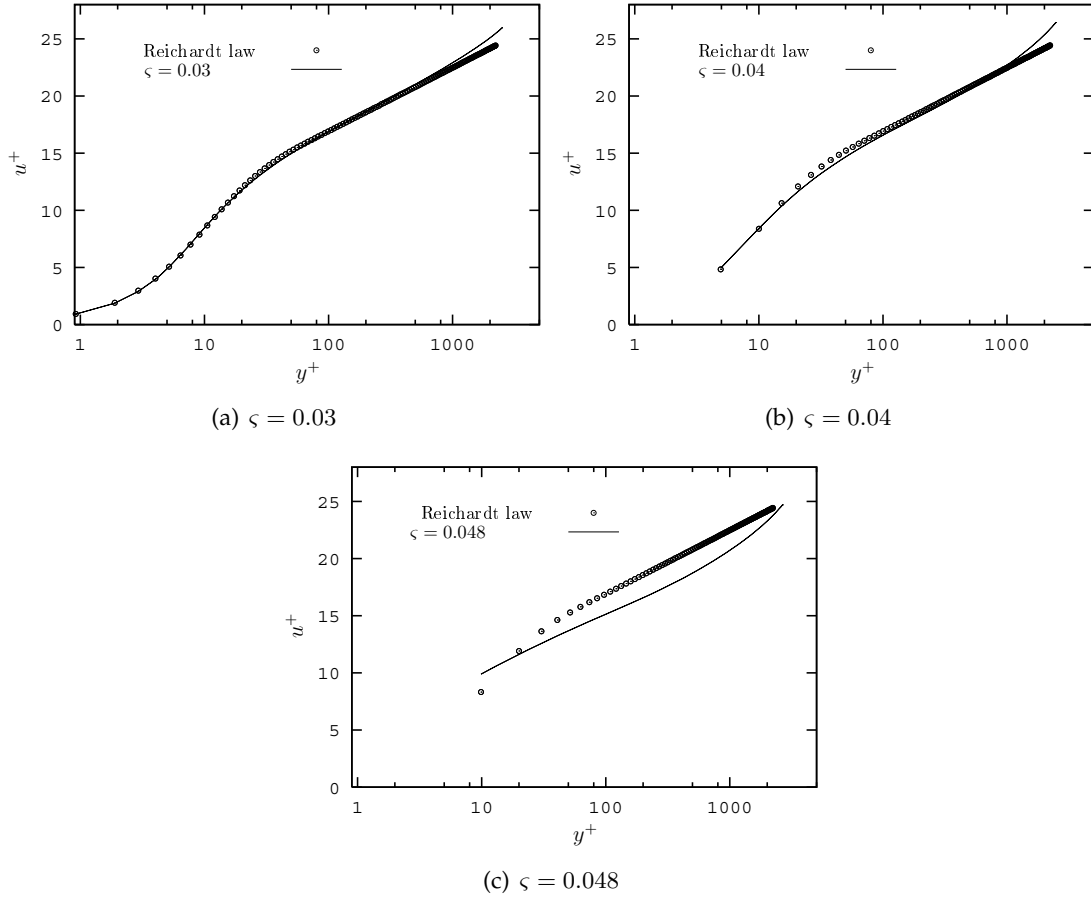 25
20
15
10
5
0
1
10
100
1000
u⁺
y⁺
Reichardt law
ς = 0.03
(a) ς = 0.03
25
20
15
10
5
0
1
10
100
1000
u⁺
y⁺
Reichardt law
ς = 0.04
(b) ς = 0.04
25
20
15
10
5
0
1
10
100
1000
u⁺
y⁺
Reichardt law
ς = 0.048
(c) ς = 0.048